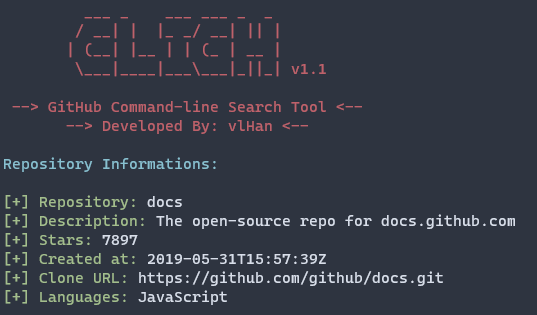 v1.1
--> GitHub Command-line Search Tool <--
--> Developed By: vlHan <--
Repository Informations:
[+] Repository: docs
[+] Description: The open-source repo for docs.github.com
[+] Stars: 7897
[+] Created at: 2019-05-31T15:57:39Z
[+] Clone URL: https://github.com/github/docs.git
[+] Languages: JavaScript